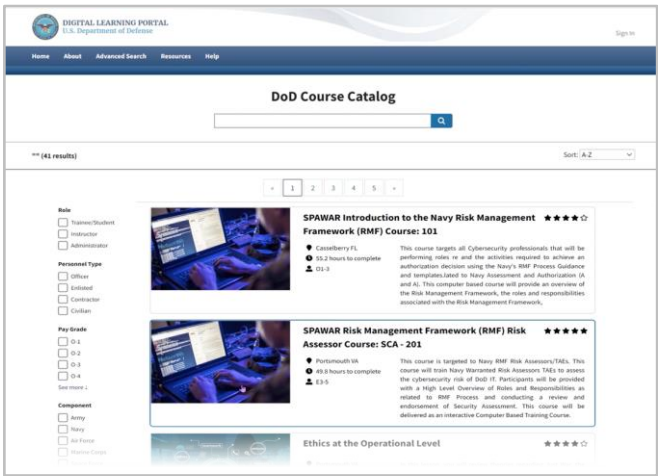 DIGITAL LEARNING PORTAL
U.S. Department of Defense
Sign In
Home About Advanced Search Resources Help
DoD Course Catalog
"" (41 results)
Sort: A-Z
« 1 2 3 4 5 »
Role
Trainee/Student
Instructor
Administrator
Personnel Type
Officer
Enlisted
Contractor
Civilian
Pay Grade
O-1
O-2
O-3
O-4
See more ↓
Component
Army
Navy
Air Force
Marine Corps
SPAWAR Introduction to the Navy Risk Management
Framework (RMF) Course: 101
Casselberry FL
55.2 hours to complete
O1-3
This course targets all Cybersecurity professionals that will be
performing roles re and the activities required to achieve an
authorization decision using the Navy's RMF Process Guidance
and templates.lated to Navy Assessment and Authorization (A
and A). This computer based course will provide an overview of
the Risk Management Framework, the roles and responsibilities
associated with the Risk Management Framework,
SPAWAR Risk Management Framework (RMF) Risk
Assessor Course: SCA - 201
Portsmouth VA
49.8 hours to complete
E3-5
This course is targeted to Navy RMF Risk Assessors/TAEs. This
course will train Navy Warranted Risk Assessors TAEs to assess
the cybersecurity risk of DoD IT. Participants will be provided
with a High Level Overview of Roles and Responsibilities as
related to RMF Process and conducting a review and
endorsement of Security Assessment. This course will be
delivered as an interactive Computer Based Training Course.
Ethics at the Operational Level